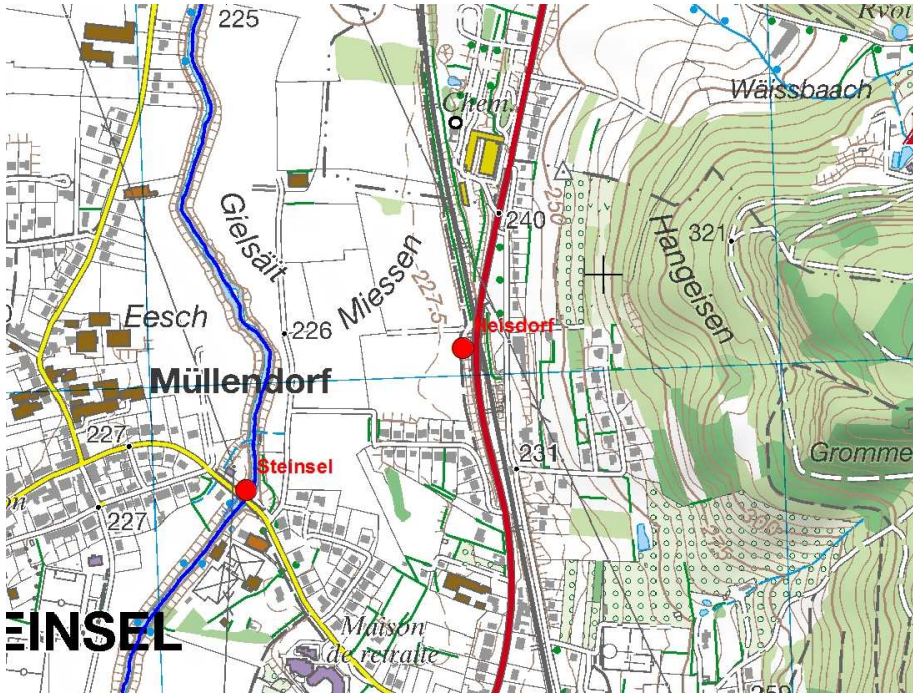 225
Chem.
Wäissbaach
250
240
Gielsäit
Hangeisen
321
Miessen
227.5
Eesch
226
Heisdorf
Müllendorf
227
231
Gromme
Steinsel
227
EINSEL
Maison
de retraite